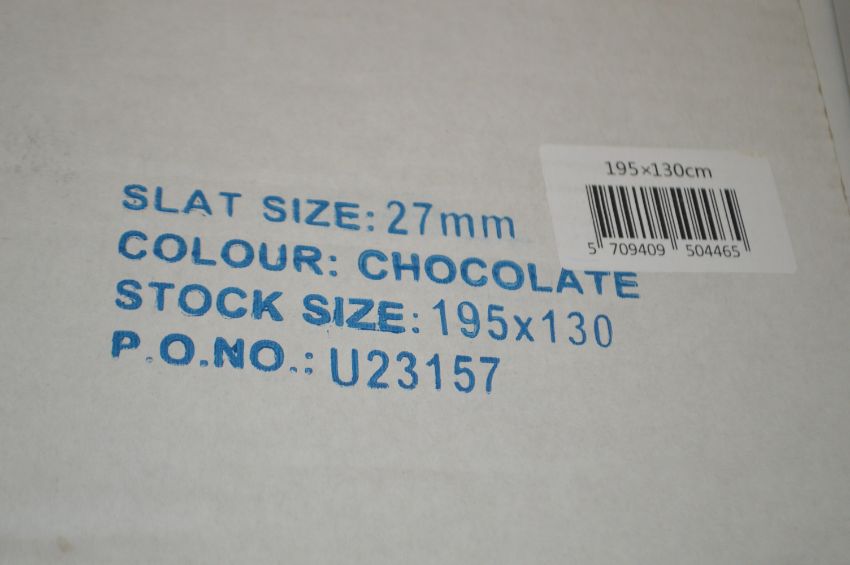 195×130cm
5 709409 504465
SLAT SIZE: 27mm
COLOUR: CHOCOLATE
STOCK SIZE: 195x130
P.O.NO.: U23157